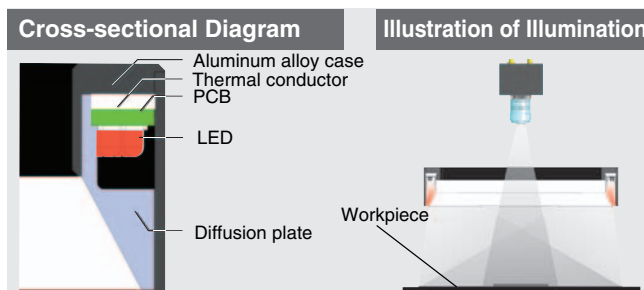 Cross-sectional Diagram
Aluminum alloy case
Thermal conductor
PCB
LED
Diffusion plate
Illustration of Illumination
Workpiece